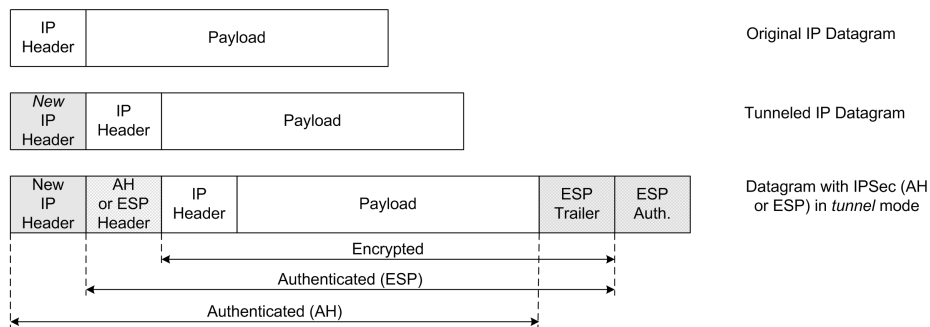 IP
Header
Payload
Original IP Datagram
New
IP
Header
IP
Header
Payload
Tunneled IP Datagram
New
IP
Header
AH
or ESP
Header
IP
Header
Payload
ESP
Trailer
ESP
Auth.
Datagram with IPSec (AH
or ESP) in tunnel mode
Encrypted
Authenticated (ESP)
Authenticated (AH)